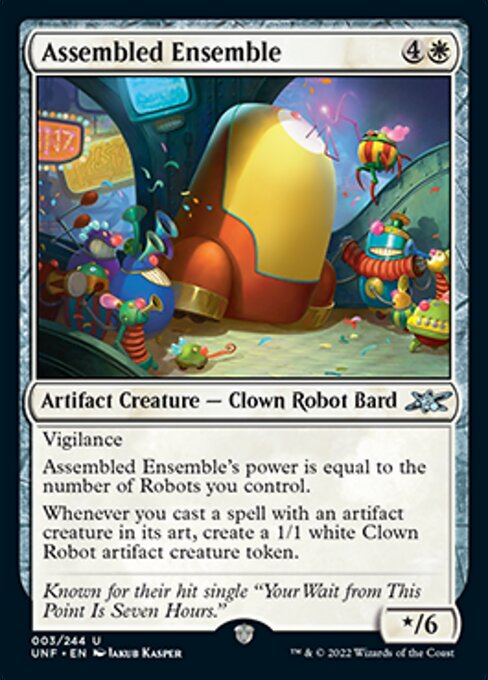 Assembled Ensemble 4
Artifact Creature — Clown Robot Bard
Vigilance
Assembled Ensemble's power is equal to the
number of Robots you control.
Whenever you cast a spell with an artifact
creature in its art, create a 1/1 white Clown
Robot artifact creature token.
Known for their hit single “Your Wait from This
Point Is Seven Hours.”
*/6
003/244 U
UNF • EN Jakub Kasper
™ & © 2022 Wizards of the Coast